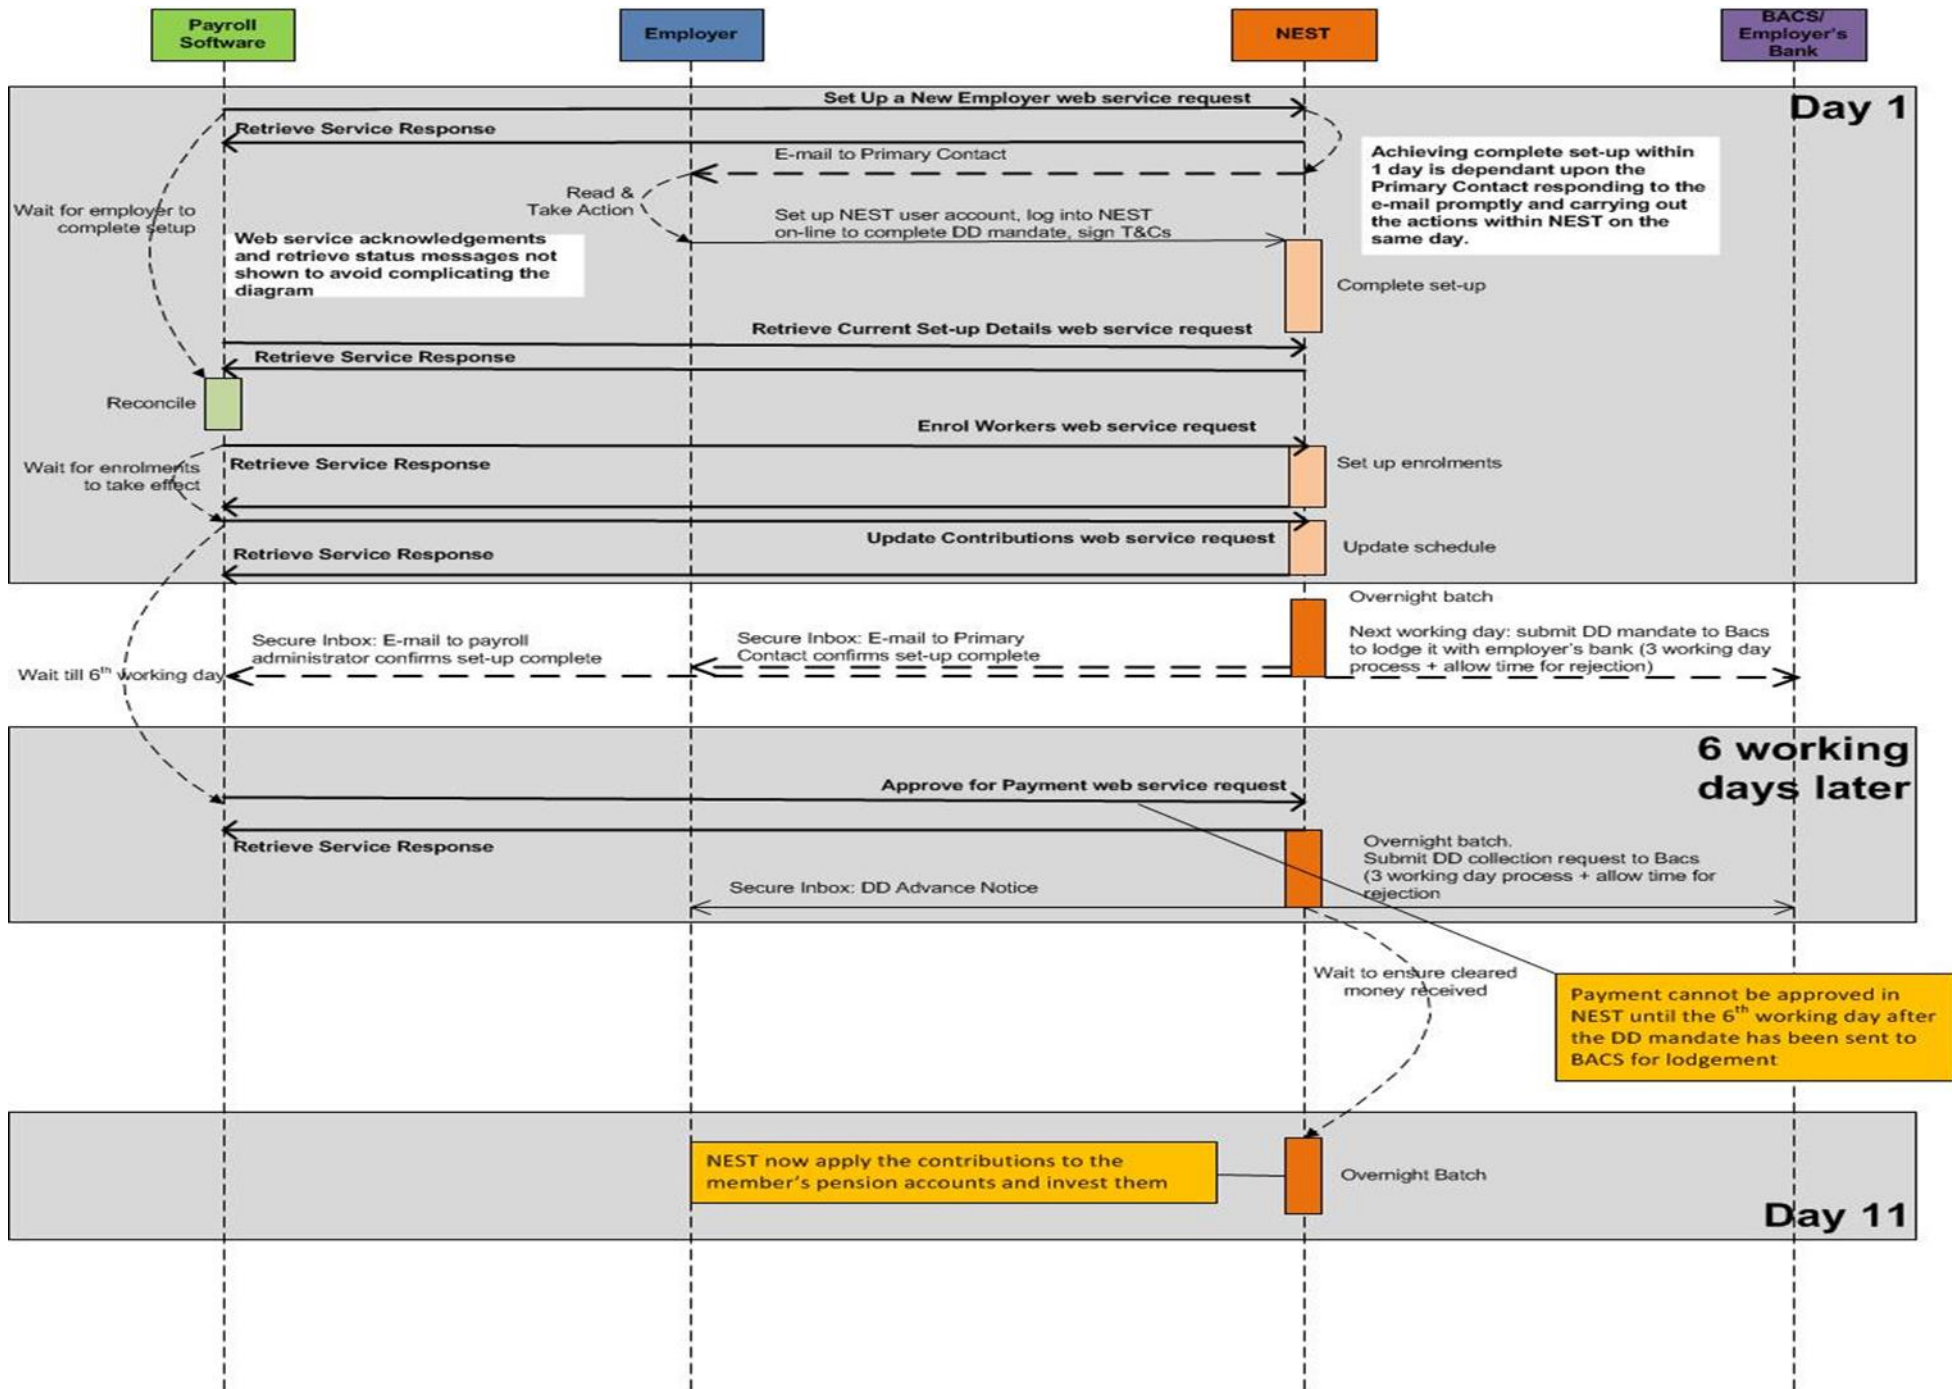 Payroll
Software
Employer
NEST
BACS/
Employer's
Bank
Day 1
Set Up a New Employer web service request
Retrieve Service Response
E-mail to Primary Contact
Achieving complete set-up within
1 day is dependant upon the
Primary Contact responding to the
e-mail promptly and carrying out
the actions within NEST on the
same day.
Read &
Take Action
Wait for employer to
complete setup
Set up NEST user account, log into NEST
on-line to complete DD mandate, sign T&Cs
Web service acknowledgements
and retrieve status messages not
shown to avoid complicating the
diagram
Complete set-up
Retrieve Current Set-up Details web service request
Retrieve Service Response
Reconcile
Enrol Workers web service request
Wait for enrolments
to take effect
Retrieve Service Response
Set up enrolments
Update Contributions web service request
Retrieve Service Response
Update schedule
Overnight batch
Next working day: submit DD mandate to Bacs
to lodge it with employer's bank (3 working day
process + allow time for rejection)
Secure Inbox: E-mail to payroll
administrator confirms set-up complete
Secure Inbox: E-mail to Primary
Contact confirms set-up complete
Wait till 6th working day
6 working
days later
Approve for Payment web service request
Retrieve Service Response
Overnight batch.
Submit DD collection request to Bacs
(3 working day process + allow time for
rejection
Secure Inbox: DD Advance Notice
Wait to ensure cleared
money received
Payment cannot be approved in
NEST until the 6th working day after
the DD mandate has been sent to
BACS for lodgement
NEST now apply the contributions to the
member's pension accounts and invest them
Overnight Batch
Day 11